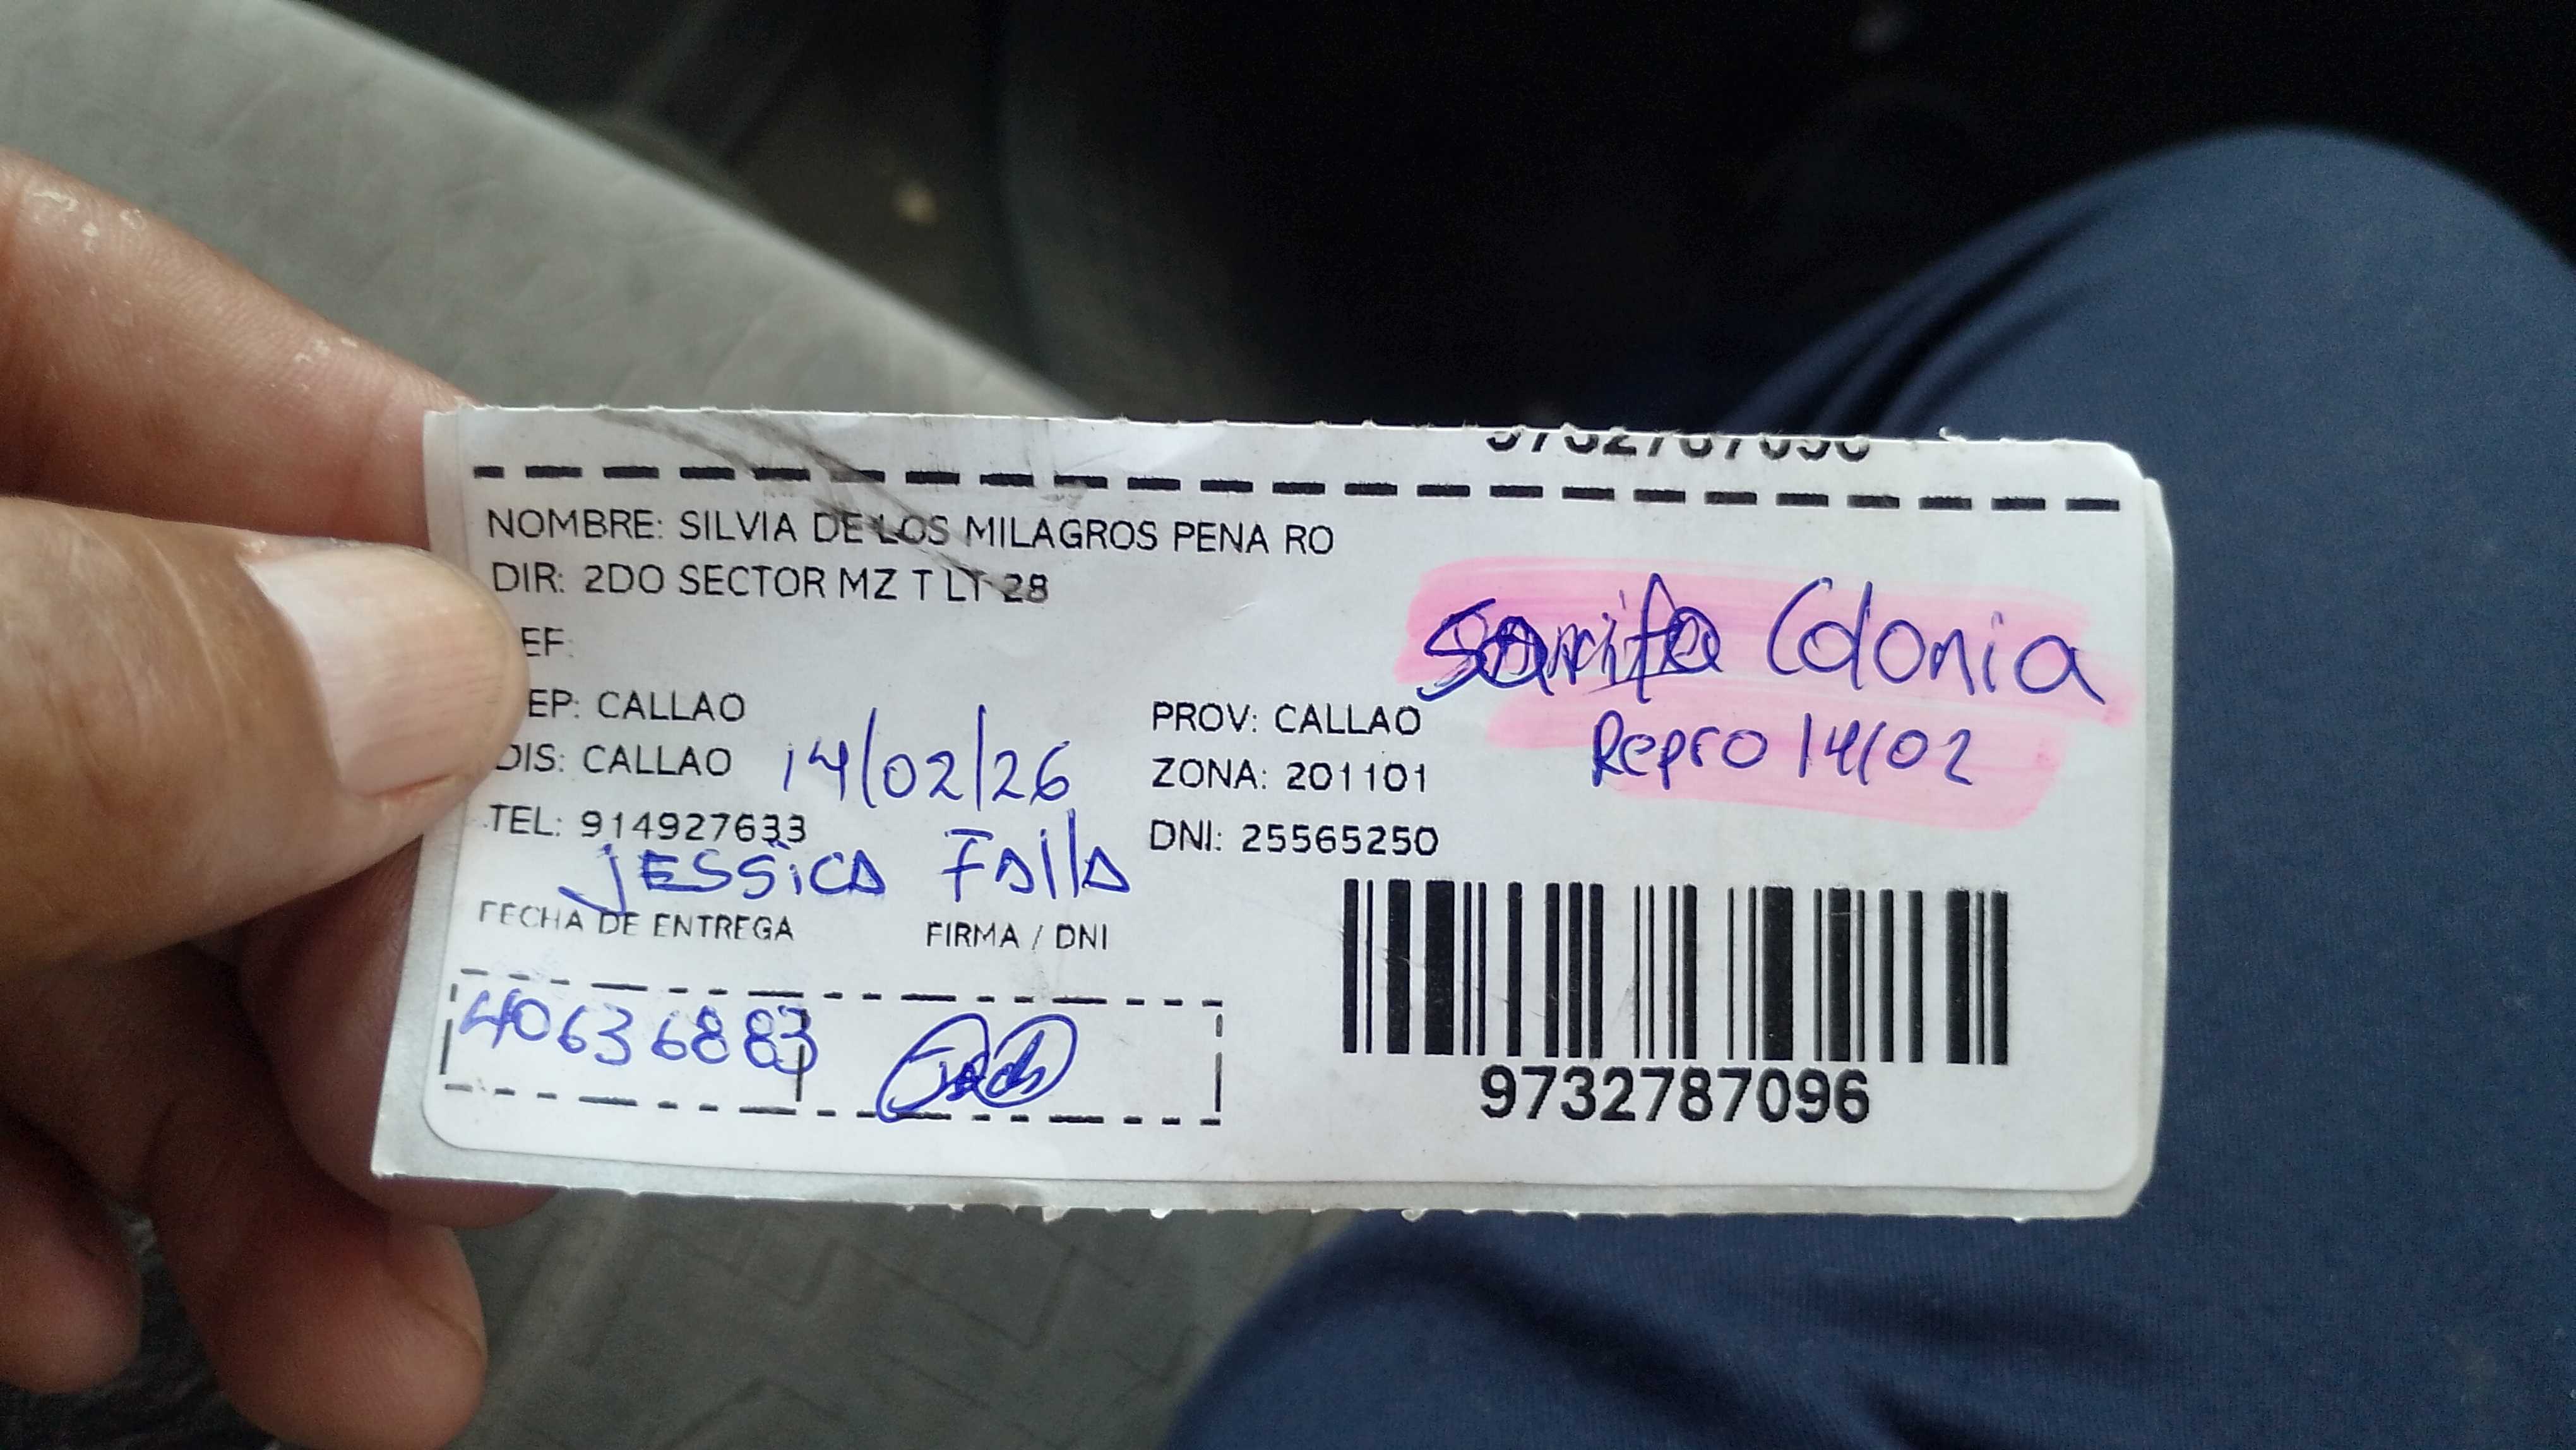 NOMBRE: SILVIA DE LOS MILAGROS PENA RO
DIR: 2DO SECTOR MZ T LT 28
Sarita Colonia
EF:
EP: CALLAO
PROV: CALLAO
Repro 14/02
DIS: CALLAO
14/02/26
ZONA: 201101
TEL: 914927633
DNI: 25565250
JESSiCA FAllA
FECHA DE ENTREGA
FIRMA / DNI
40636883
9732787096